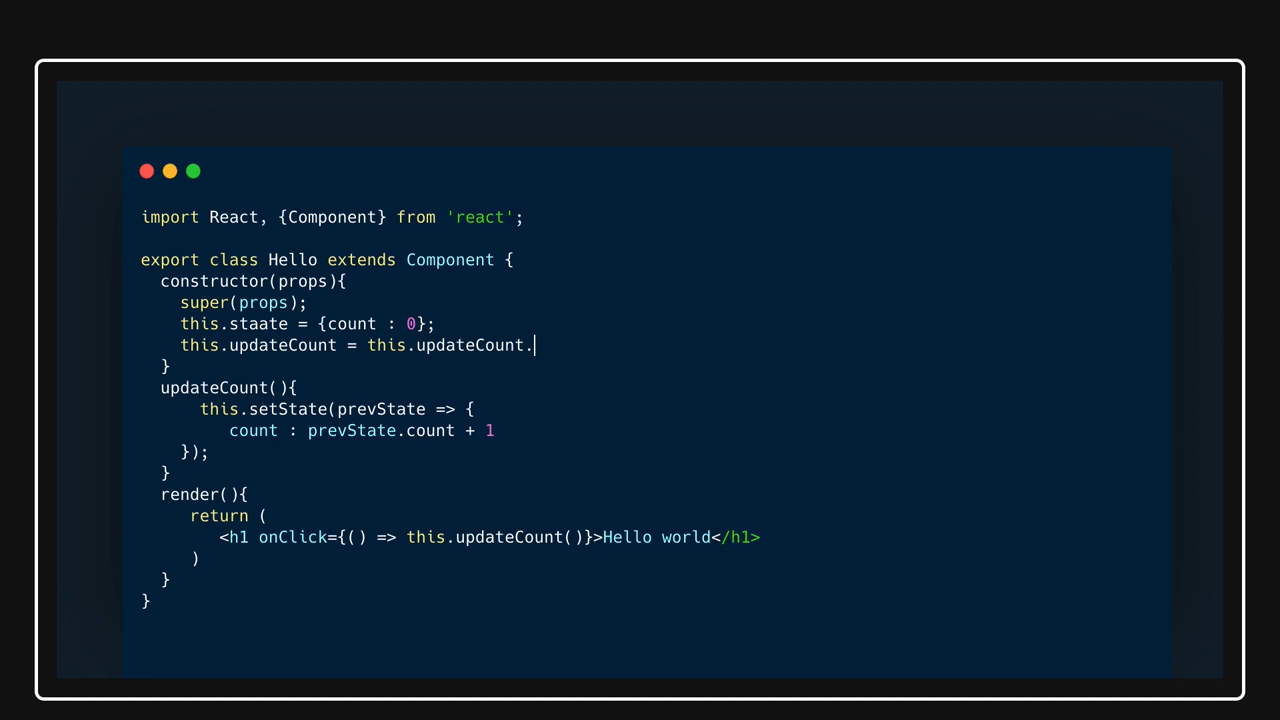 import React, {Component} from 'react';
export class Hello extends Component {
constructor(props){
super(props);
this.staate = {count : 0};
this.updateCount = this.updateCount.
}
updateCount(){
this.setState(prevState => {
count : prevState.count + 1
});
}
render(){
return (
<h1 onClick={() => this.updateCount()}>Hello world</h1>
)
}
}